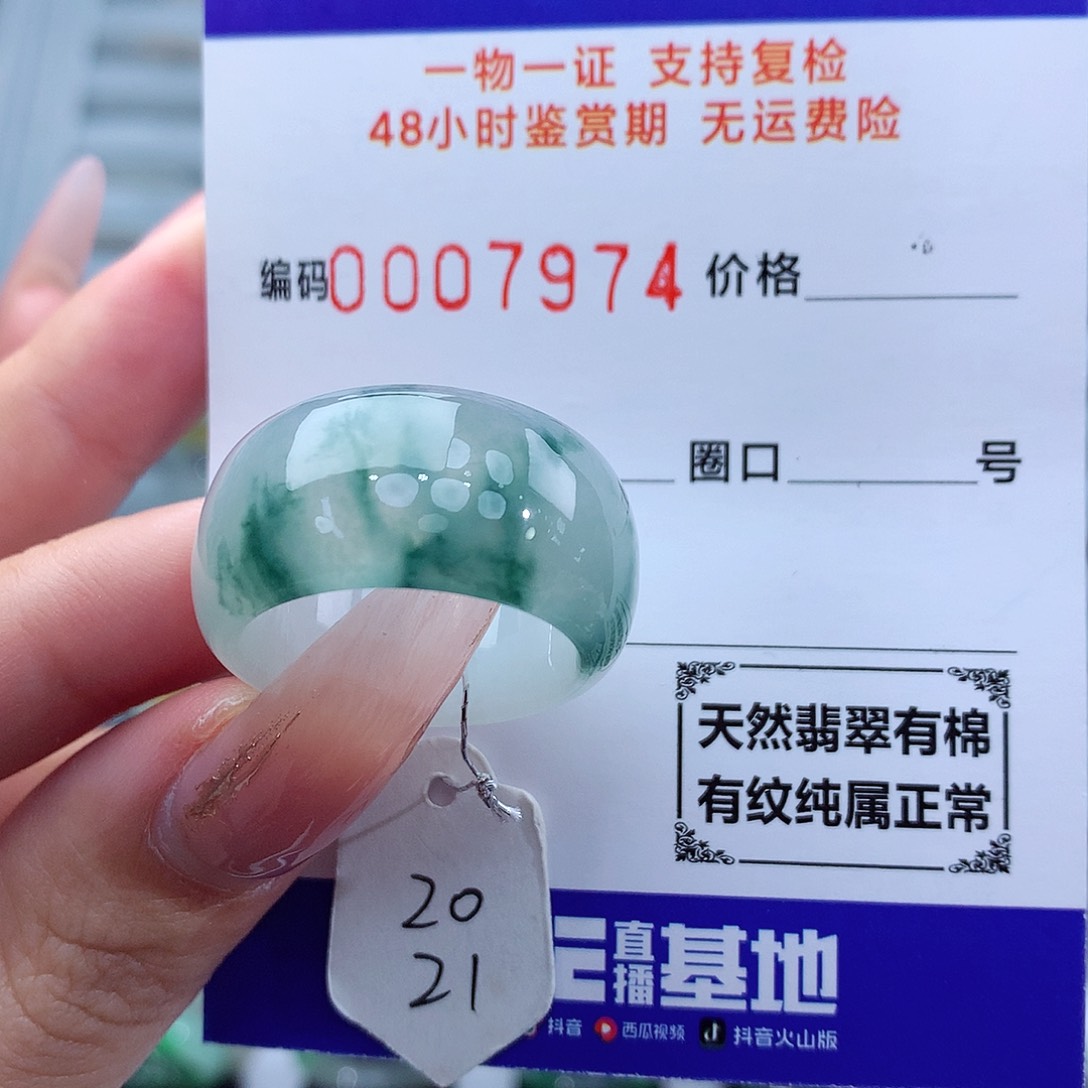 一物一证 支持复检
48小时鉴赏期 无运费险
编码0007974 价格
圈口 号
天然翡翠有棉
有纹纯属正常
20
21
直播基地
抖音 西瓜视频 抖音火山版